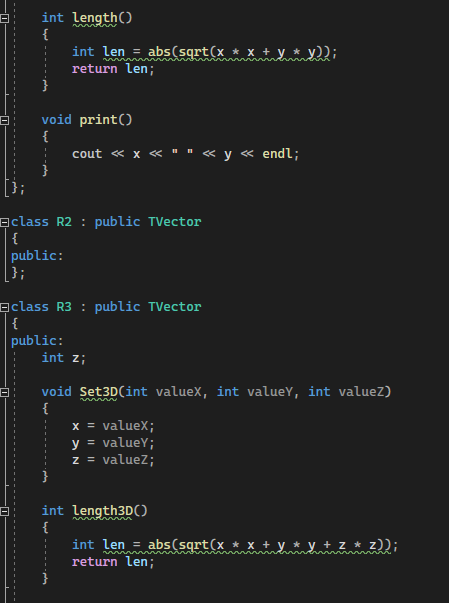 int length()
{
int len = abs(sqrt(x * x + y * y));
return len;
}
void print()
{
cout << x << " " << y << endl;
}
};
class R2 : public TVector
{
public:
};
class R3 : public TVector
{
public:
int z;
void Set3D(int valueX, int valueY, int valueZ)
{
x = valueX;
y = valueY;
z = valueZ;
}
int length3D()
{
int len = abs(sqrt(x * x + y * y + z * z));
return len;
}